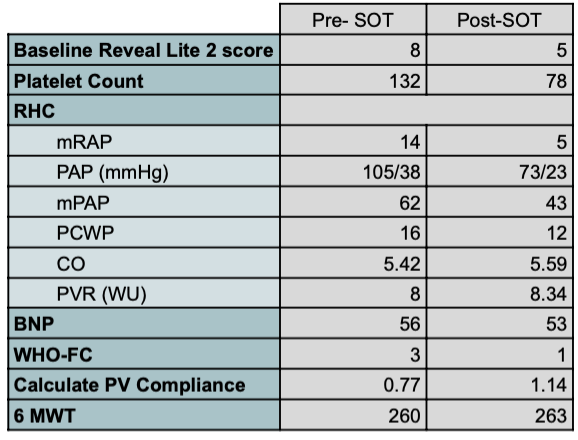 Pre- SOT Post-SOT
Baseline Reveal Lite 2 score 8 5
Platelet Count 132 78
RHC
mRAP 14 5
PAP (mmHg) 105/38 73/23
mPAP 62 43
PCWP 16 12
CO 5.42 5.59
PVR (WU) 8 8.34
BNP 56 53
WHO-FC 3 1
Calculate PV Compliance 0.77 1.14
6 MWT 260 263